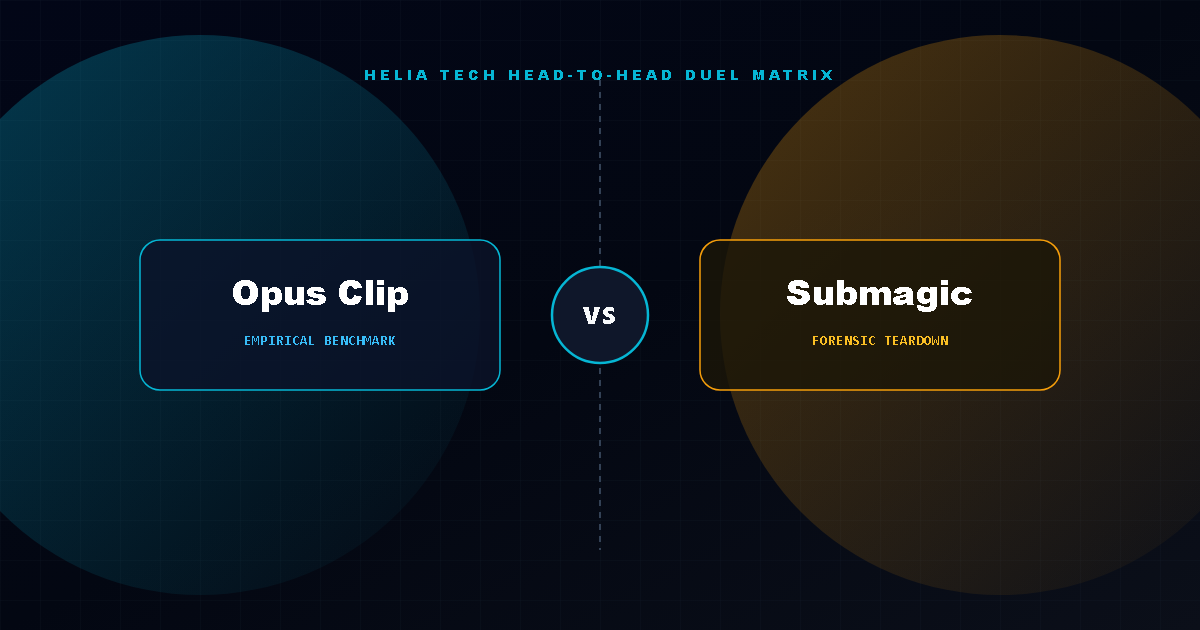 HELIA TECH HEAD-TO-HEAD DUEL MATRIX
Opus Clip
EMPIRICAL BENCHMARK
VS
Submagic
FORENSIC TEARDOWN